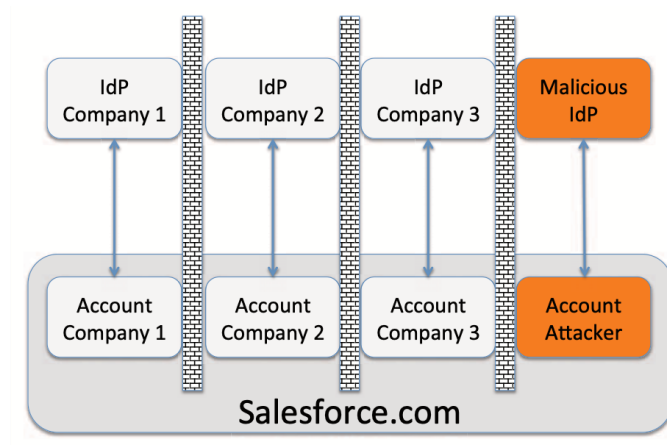 IdP
Company 1
IdP
Company 2
IdP
Company 3
Malicious
IdP
Account
Company 1
Account
Company 2
Account
Company 3
Account
Attacker
Salesforce.com